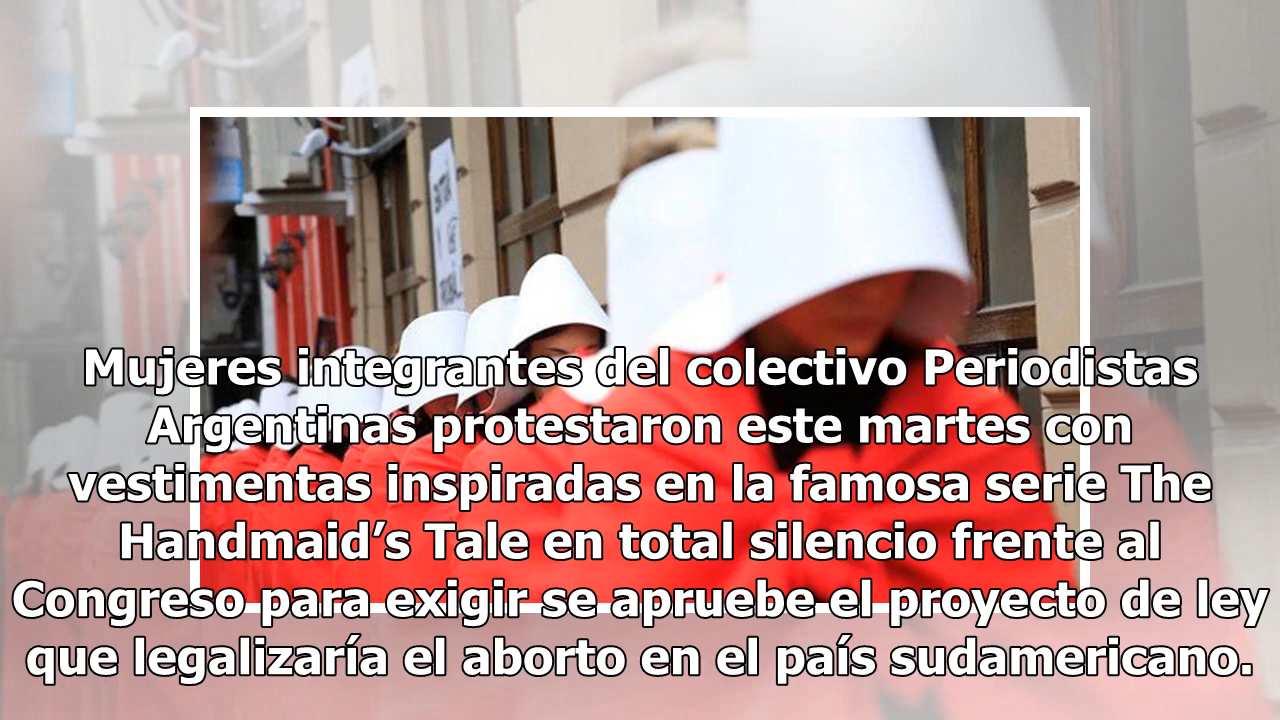 Mujeres integrantes del colectivo Periodistas
Argentinas protestaron este martes con
vestimentas inspiradas en la famosa serie The
Handmaid’s Tale en total silencio frente al
Congreso para exigir se apruebe el proyecto de ley
que legalizaría el aborto en el país sudamericano.